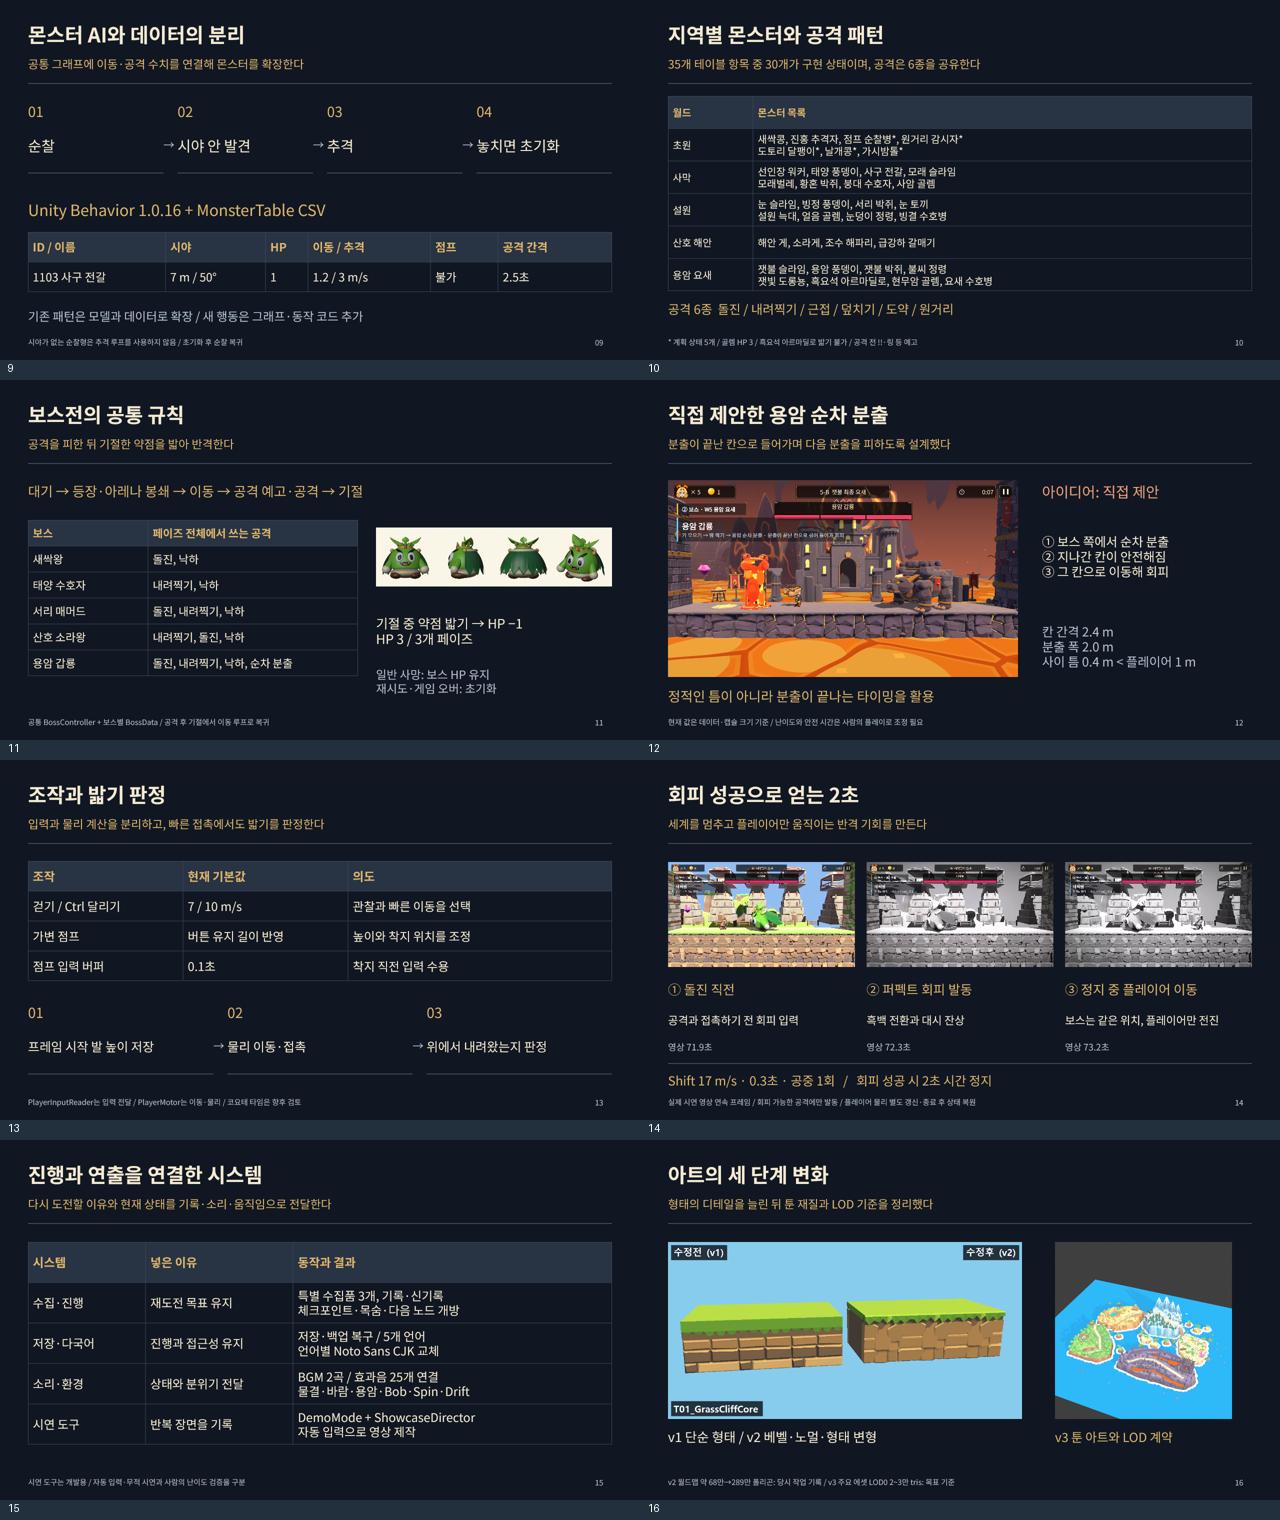 몬스터 AI와 데이터의 분리
공통 그래프에 이동·공격 수치를 연결해 몬스터를 확장한다
01 02 03 04
순찰 → 시야 안 발견 → 추격 → 놓치면 초기화
Unity Behavior 1.0.16 + MonsterTable CSV
ID / 이름 시야 HP 이동 / 추격 점프 공격 간격
1103 사구 전갈 7 m / 50° 1 1.2 / 3 m/s 불가 2.5초
기존 패턴은 모델과 데이터로 확장 / 새 행동은 그래프·동작 코드 추가
시야가 없는 순찰형은 추격 루프를 사용하지 않음 / 초기화 후 순찰 복귀 09
9
지역별 몬스터와 공격 패턴
35개 테이블 항목 중 30개가 구현 상태이며, 공격은 6종을 공유한다
월드 몬스터 목록
초원 새싹콩, 진홍 추격자, 점프 순찰병*, 원거리 감시자*
도토리 달팽이*, 날개콩*, 가시밤톨*
사막 선인장 워커, 태양 풍뎅이, 사구 전갈, 모래 슬라임
모래벌레, 황혼 박쥐, 붕대 수호자, 사암 골렘
설원 눈 슬라임, 빙정 풍뎅이, 서리 박쥐, 눈 토끼
설원 늑대, 얼음 골렘, 눈덩이 정령, 빙결 수호병
산호 해안 해안 게, 소라게, 조수 해파리, 급강하 갈매기
용암 요새 잿불 슬라임, 용암 풍뎅이, 잿불 박쥐, 불씨 정령
잿빛 도롱뇽, 흑요석 아르마딜로, 현무암 골렘, 요새 수호병
공격 6종 돌진 / 내려찍기 / 근접 / 덮치기 / 도약 / 원거리
* 계획 상태 5개 / 골렘 HP 3 / 흑요석 아르마딜로 밟기 불가 / 공격 전 !!·링 등 예고 10
10
보스전의 공통 규칙
공격을 피한 뒤 기절한 약점을 밟아 반격한다
대기 → 등장·아레나 봉쇄 → 이동 → 공격 예고·공격 → 기절
보스 페이즈 전체에서 쓰는 공격
새싹왕 돌진, 낙하
태양 수호자 내려찍기, 낙하
서리 매머드 돌진, 내려찍기, 낙하
산호 소라왕 내려찍기, 돌진, 낙하
용암 갑룡 돌진, 내려찍기, 낙하, 순차 분출
기절 중 약점 밟기 → HP −1
HP 3 / 3개 페이즈
일반 사망: 보스 HP 유지
재시도·게임 오버: 초기화
공통 BossController + 보스별 BossData / 공격 후 기절에서 이동 루프로 복귀 11
11
직접 제안한 용암 순차 분출
분출이 끝난 칸으로 들어가며 다음 분출을 피하도록 설계했다
× 5 1 5-B 잿불 최종 요새 0:07
용암 갑룡
② 보스 · W5 용암 요새
용암 갑룡
아이디어: 직접 제안
① 보스 쪽에서 순차 분출
② 지나간 칸이 안전해짐
③ 그 칸으로 이동해 회피
칸 간격 2.4 m
분출 폭 2.0 m
사이 틈 0.4 m < 플레이어 1 m
정적인 틈이 아니라 분출이 끝나는 타이밍을 활용
현재 값은 데이터·캡슐 크기 기준 / 난이도와 안전 시간은 사람의 플레이로 조정 필요 12
12
조작과 밟기 판정
입력과 물리 계산을 분리하고, 빠른 접촉에서도 밟기를 판정한다
조작 현재 기본값 의도
걷기 / Ctrl 달리기 7 / 10 m/s 관찰과 빠른 이동을 선택
가변 점프 버튼 유지 길이 반영 높이와 착지 위치를 조정
점프 입력 버퍼 0.1초 착지 직전 입력 수용
01 02 03
프레임 시작 발 높이 저장 → 물리 이동·접촉 → 위에서 내려왔는지 판정
PlayerInputReader는 입력 전달 / PlayerMotor는 이동·물리 / 코요테 타임은 향후 검토 13
13
회피 성공으로 얻는 2초
세계를 멈추고 플레이어만 움직이는 반격 기회를 만든다
① 돌진 직전 ② 퍼펙트 회피 발동 ③ 정지 중 플레이어 이동
공격과 접촉하기 전 회피 입력 흑백 전환과 대시 잔상 보스는 같은 위치, 플레이어만 전진
영상 71.9초 영상 72.3초 영상 73.2초
Shift 17 m/s · 0.3초 · 공중 1회 / 회피 성공 시 2초 시간 정지
실제 시연 영상 연속 프레임 / 회피 가능한 공격에만 발동 / 플레이어 물리 별도 갱신·종료 후 상태 복원 14
14
진행과 연출을 연결한 시스템
다시 도전할 이유와 현재 상태를 기록·소리·움직임으로 전달한다
시스템 넣은 이유 동작과 결과
수집·진행 재도전 목표 유지 특별 수집품 3개, 기록·신기록
체크포인트·목숨·다음 노드 개방
저장·다국어 진행과 접근성 유지 저장·백업 복구 / 5개 언어
언어별 Noto Sans CJK 교체
소리·환경 상태와 분위기 전달 BGM 2곡 / 효과음 25개 연결
물결·바람·용암·Bob·Spin·Drift
시연 도구 반복 장면을 기록 DemoMode + ShowcaseDirector
자동 입력으로 영상 제작
시연 도구는 개발용 / 자동 입력·무적 시연과 사람의 난이도 검증을 구분 15
15
아트의 세 단계 변화
형태의 디테일을 늘린 뒤 툰 재질과 LOD 기준을 정리했다
수정전 (v1) 수정후 (v2)
T01_GrassCliffCore
v1 단순 형태 / v2 베벨·노멀·형태 변형 v3 툰 아트와 LOD 계약
v2 월드맵 약 68만→289만 폴리곤: 당시 작업 기록 / v3 주요 에셋 LOD0 2~3만 tris: 목표 기준 16
16